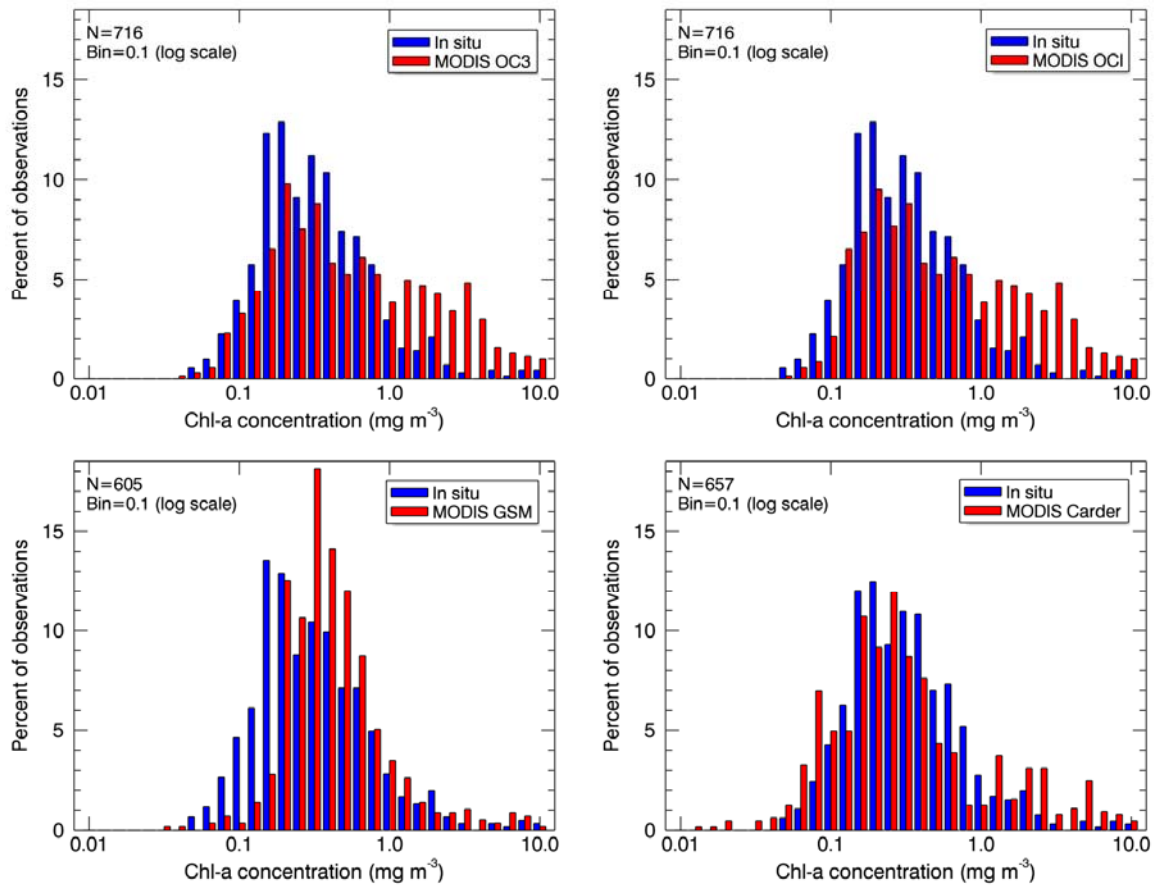 N=716
Bin=0.1 (log scale)
In situ
MODIS OC3
15
10
5
0
Percent of observations
0.01 0.1 1.0 10.0
Chl-a concentration (mg m⁻³)
N=716
Bin=0.1 (log scale)
In situ
MODIS OCI
15
10
5
0
Percent of observations
0.01 0.1 1.0 10.0
Chl-a concentration (mg m⁻³)
N=605
Bin=0.1 (log scale)
In situ
MODIS GSM
15
10
5
0
Percent of observations
0.01 0.1 1.0 10.0
Chl-a concentration (mg m⁻³)
N=657
Bin=0.1 (log scale)
In situ
MODIS Carder
15
10
5
0
Percent of observations
0.01 0.1 1.0 10.0
Chl-a concentration (mg m⁻³)